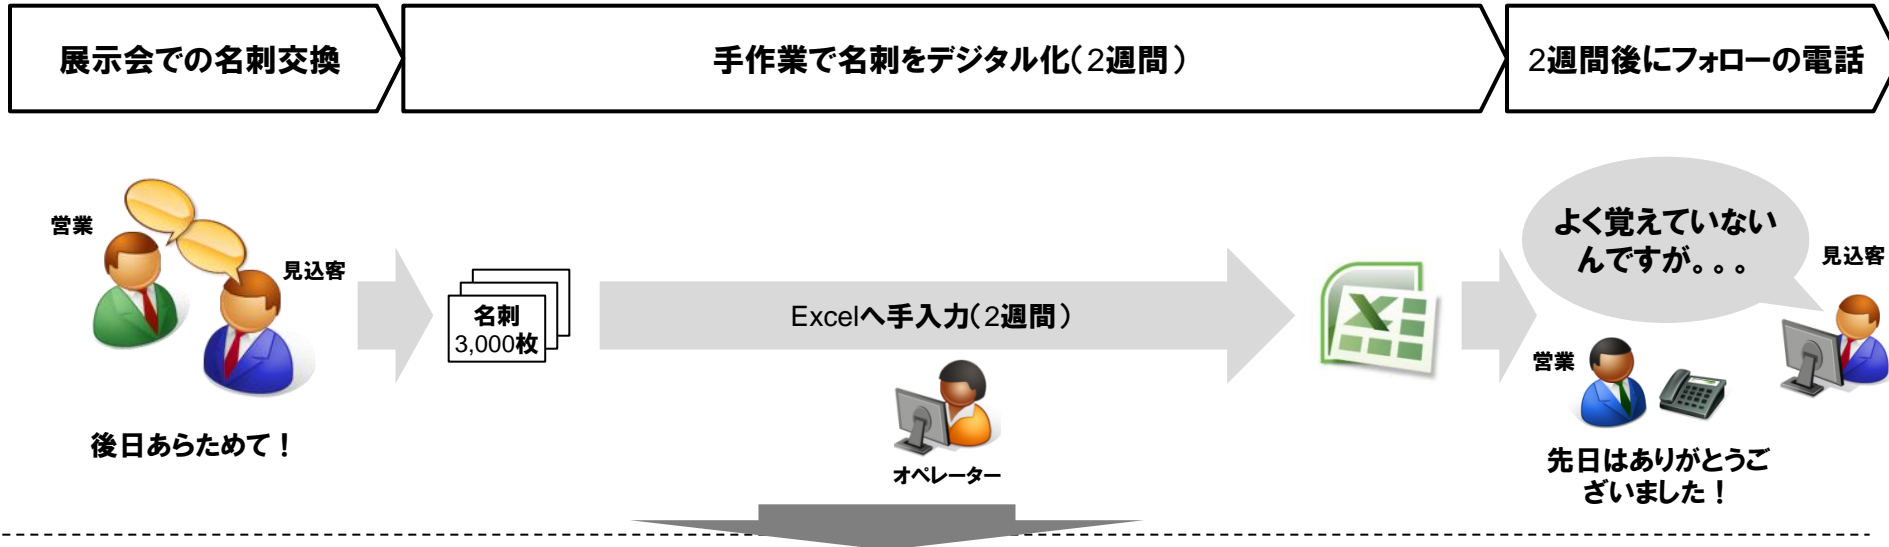 展示会での名刺交換
手作業で名刺をデジタル化(2週間)
2週間後にフォローの電話
営業
見込客
後日あらためて！
名刺
3,000枚
Excelへ手入力(2週間)
オペレーター
よく覚えていない
んですが。。。
見込客
営業
先日はありがとうご
ざいました！